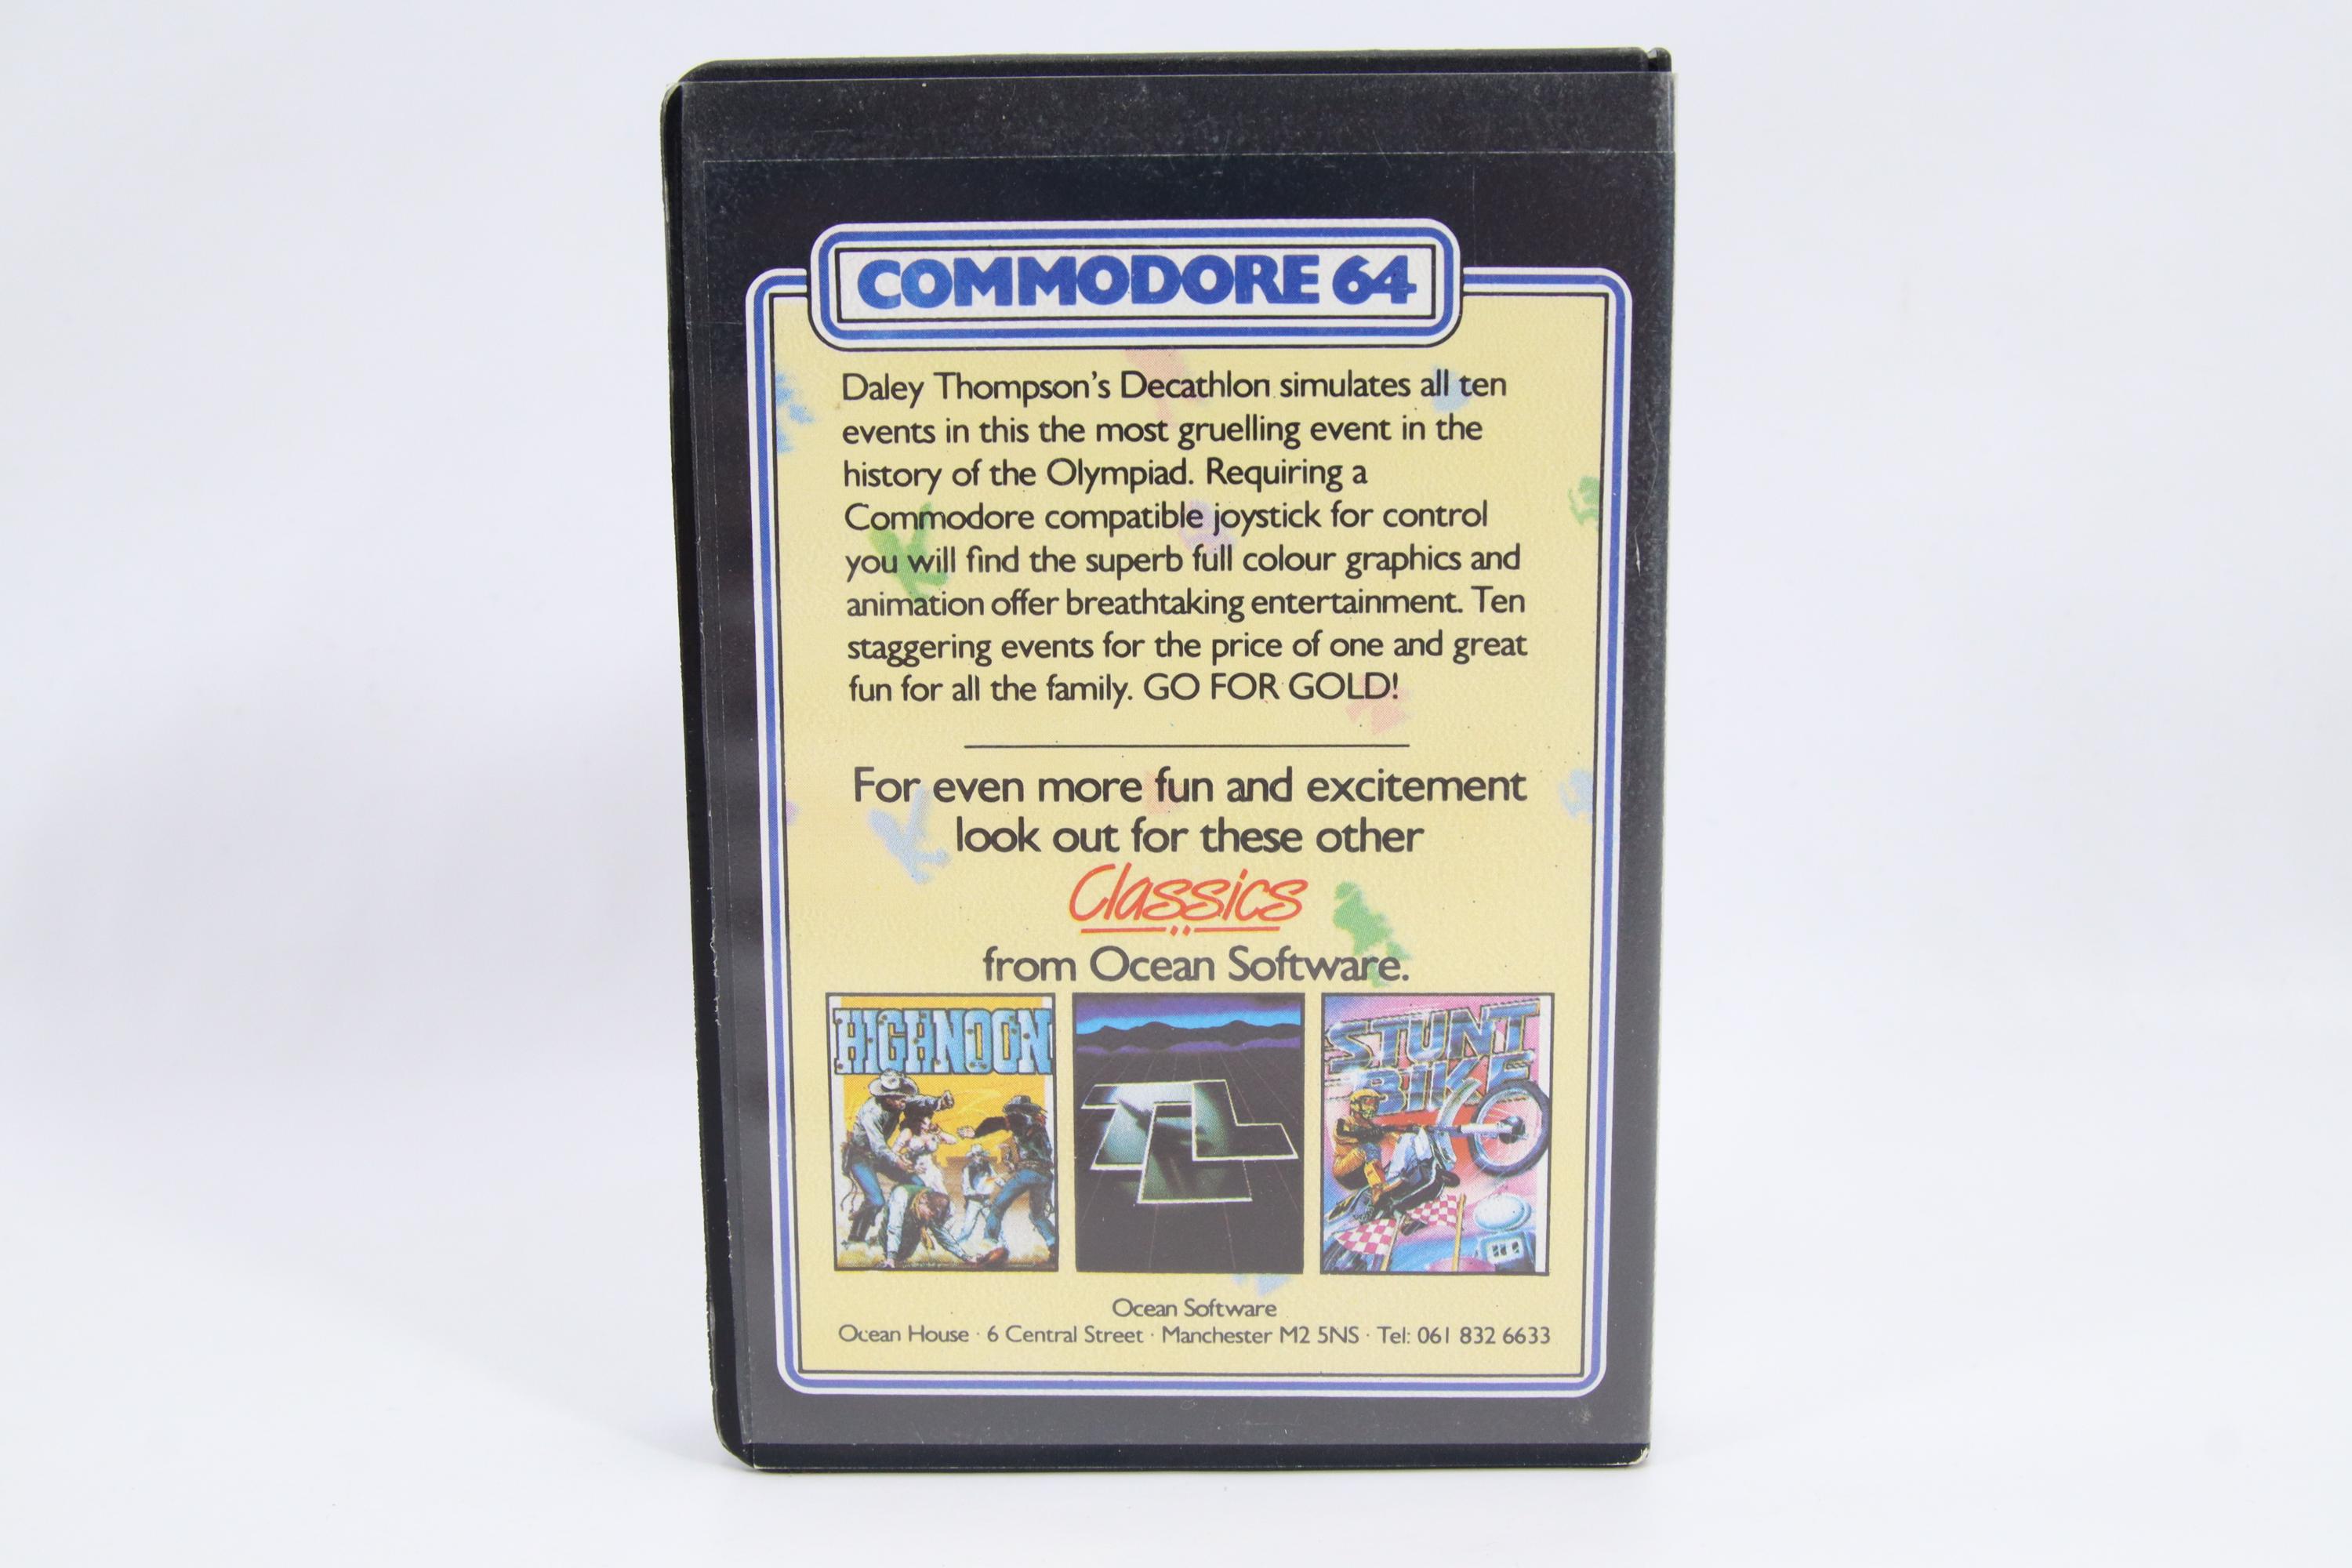 COMMODORE 64
Daley Thompson's Decathlon simulates all ten
events in this the most gruelling event in the
history of the Olympiad. Requiring a
Commodore compatible joystick for control
you will find the superb full colour graphics and
animation offer breathtaking entertainment. Ten
staggering events for the price of one and great
fun for all the family. GO FOR GOLD!
For even more fun and excitement
look out for these other
Classics
from Ocean Software.
HIGHNOON
TLL
STUNT
BIKE
Ocean Software
Ocean House · 6 Central Street · Manchester M2 5NS · Tel: 061 832 6633